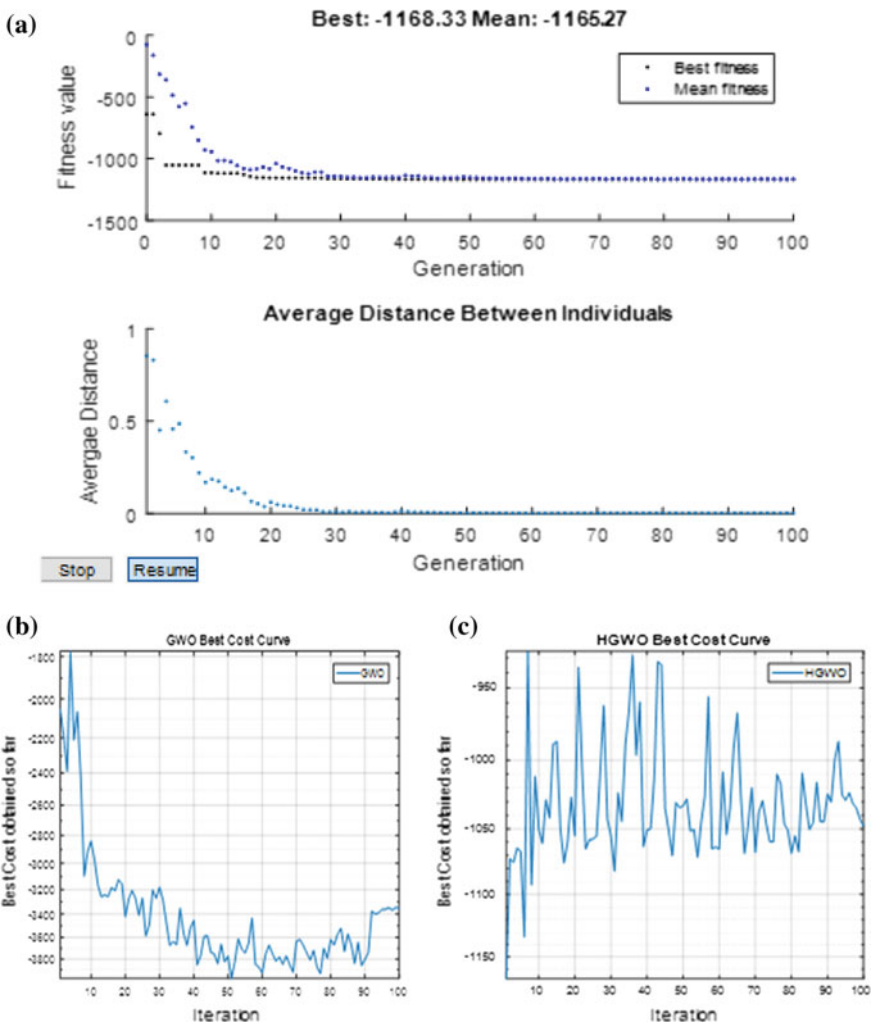 (a)
Best: -1168.33 Mean: -1165.27
0
-500
-1000
-1500
Fitness value
Best fitness
Mean fitness
0 10 20 30 40 50 60 70 80 90 100
Generation
Average Distance Between Individuals
1
0.5
0
Avergae Distance
10 20 30 40 50 60 70 80 90 100
Generation
Stop Resume
(b)
GWO Best Cost Curve
GWO
-1800
-2000
-2200
-2400
-2600
-2800
-3000
-3200
-3400
-3600
-3800
Best Cost obtained so far
10 20 30 40 50 60 70 80 90 100
Iteration
(c)
HGWO Best Cost Curve
HGWO
-950
-1000
-1050
-1100
-1150
Best Cost obtained so far
10 20 30 40 50 60 70 80 90 100
Iteration